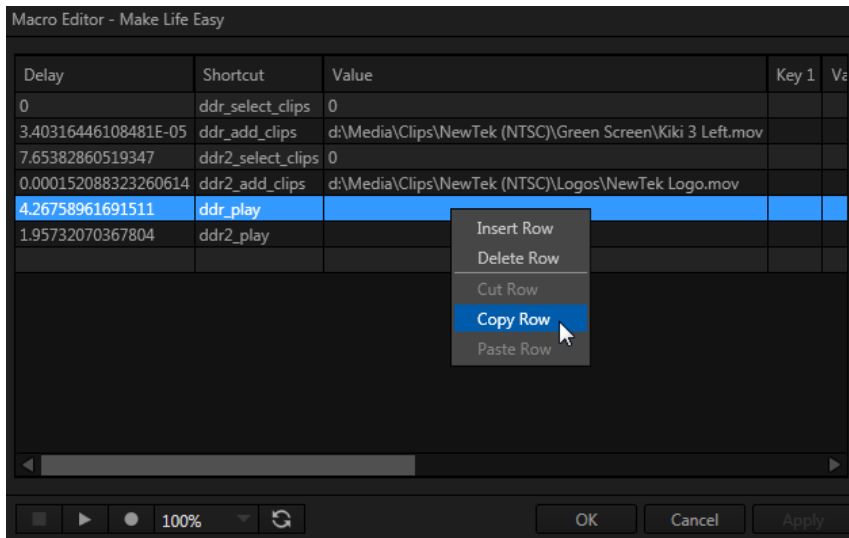 Macro Editor - Make Life Easy
Delay Shortcut Value Key 1 Va
0 ddr_select_clips 0
3.40316446108481E-05 ddr_add_clips d:\Media\Clips\NewTek (NTSC)\Green Screen\Kiki 3 Left.mov
7.65382860519347 ddr2_select_clips 0
0.000152088323260614 ddr2_add_clips d:\Media\Clips\NewTek (NTSC)\Logos\NewTek Logo.mov
4.26758961691511 ddr_play
1.95732070367804 ddr2_play
Insert Row
Delete Row
Cut Row
Copy Row
Paste Row
100% OK Cancel Apply